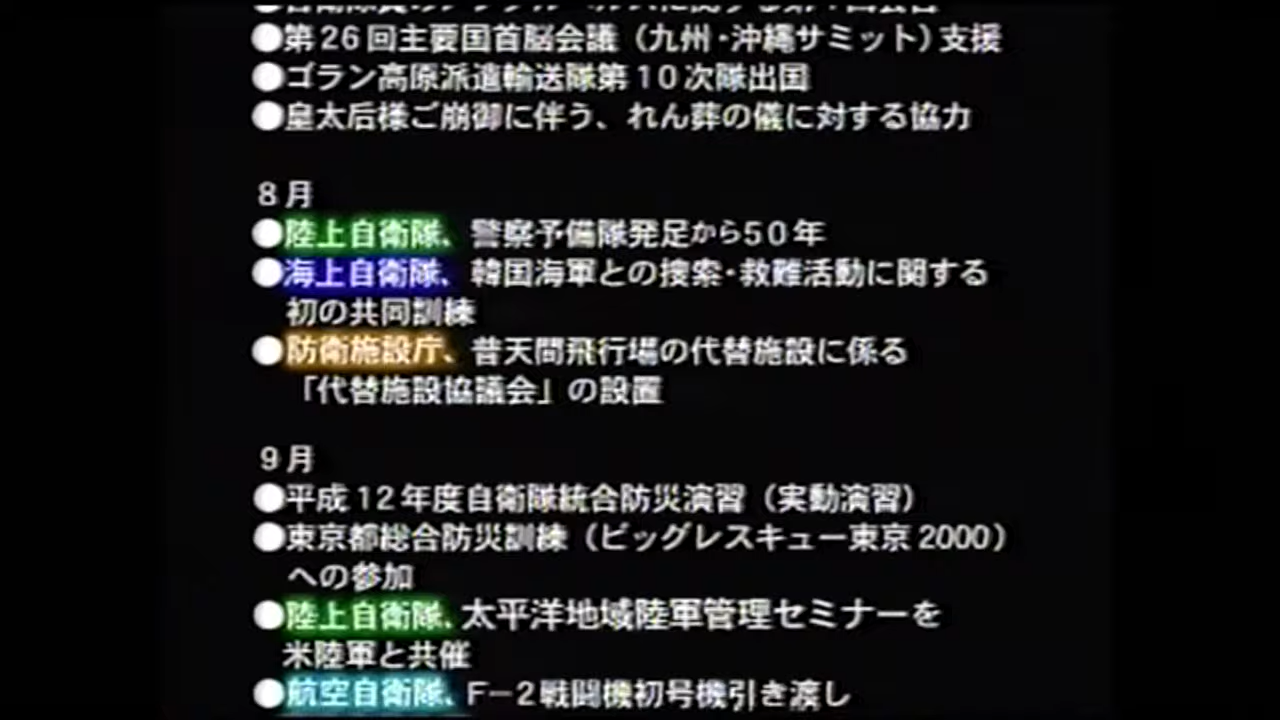 ●第26回主要国首脳会議（九州・沖縄サミット）支援
●ゴラン高原派遣輸送隊第10次隊出国
●皇太后様ご崩御に伴う、れん葬の儀に対する協力
8月
●陸上自衛隊、警察予備隊発足から50年
●海上自衛隊、韓国海軍との捜索・救難活動に関する
初の共同訓練
●防衛施設庁、普天間飛行場の代替施設に係る
「代替施設協議会」の設置
9月
●平成12年度自衛隊統合防災演習（実動演習）
●東京都総合防災訓練（ビッグレスキュー東京2000）
への参加
●陸上自衛隊、太平洋地域陸軍管理セミナーを
米陸軍と共催
●航空自衛隊、F－2戦闘機初号機引き渡し